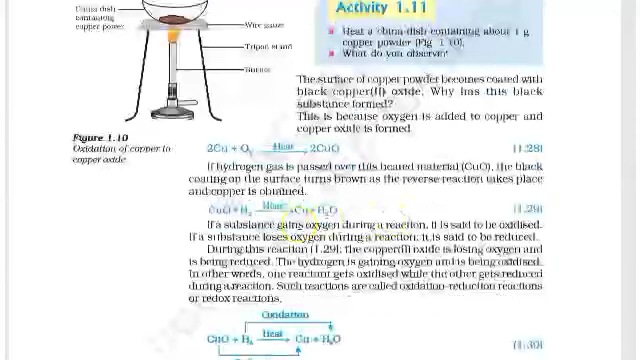 China dish
containing
copper powder
Wire gauze
Tripod stand
Burner
Figure 1.10
Oxidation of copper to
copper oxide
Activity 1.11
Heat a china dish containing about 1 g
copper powder (Fig. 1.10).
What do you observe?
The surface of copper powder becomes coated with
black copper(II) oxide. Why has this black
substance formed?
This is because oxygen is added to copper and
copper oxide is formed.
2Cu + O₂ Heat 2CuO (1.28)
If hydrogen gas is passed over this heated material (CuO), the black
coating on the surface turns brown as the reverse reaction takes place
and copper is obtained.
CuO + H₂ Heat Cu + H₂O (1.29)
If a substance gains oxygen during a reaction, it is said to be oxidised.
If a substance loses oxygen during a reaction, it is said to be reduced.
During this reaction (1.29), the copper(II) oxide is losing oxygen and
is being reduced. The hydrogen is gaining oxygen and is being oxidised.
In other words, one reactant gets oxidised while the other gets reduced
during a reaction. Such reactions are called oxidation-reduction reactions
or redox reactions.
Oxidation
CuO + H₂ Heat Cu + H₂O (1.30)